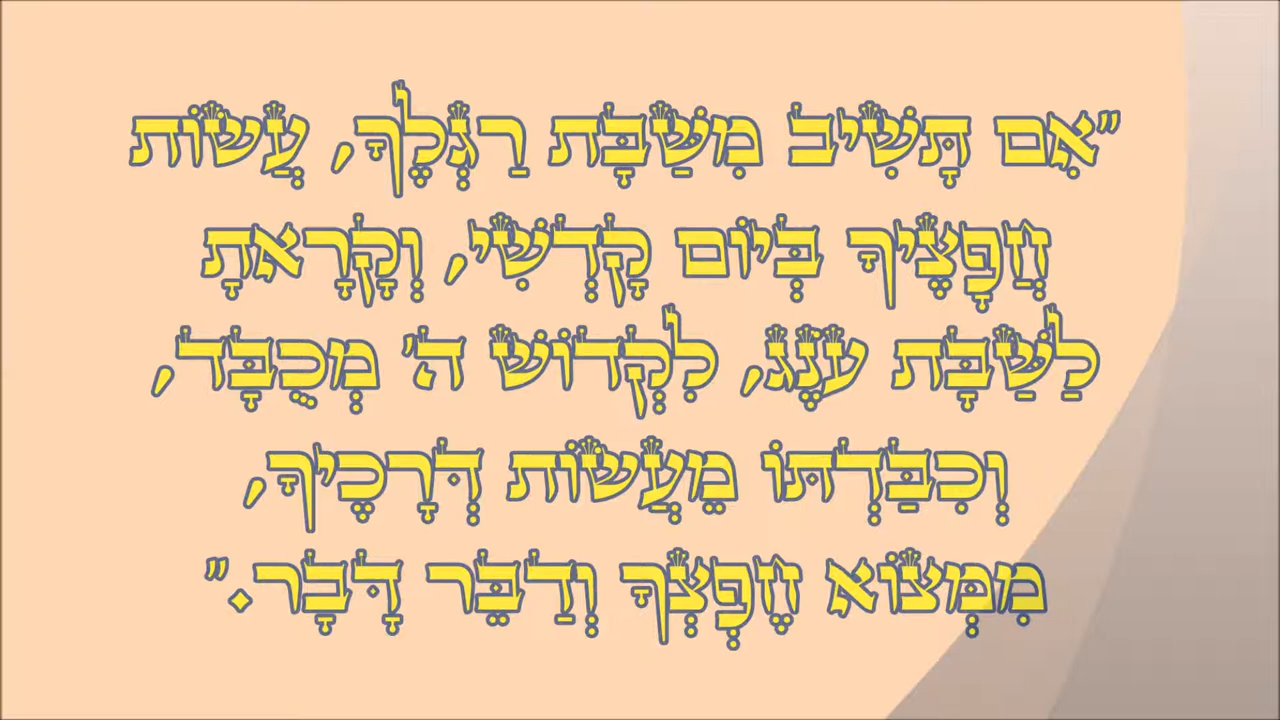 "אִם תָּשִׁיב מִשַּׁבָּת רַגְלֶךָ, עֲשׂוֹת
חֲפָצֶיךָ בְּיוֹם קָדְשִׁי, וְקָרָאתָ
לַשַּׁבָּת עֹנֶג, לִקְדוֹשׁ ה' מְכֻבָּד,
וְכִבַּדְתּוֹ מֵעֲשׂוֹת דְּרָכֶיךָ,
מִמְּצוֹא חֶפְצְךָ וְדַבֵּר דָּבָר."